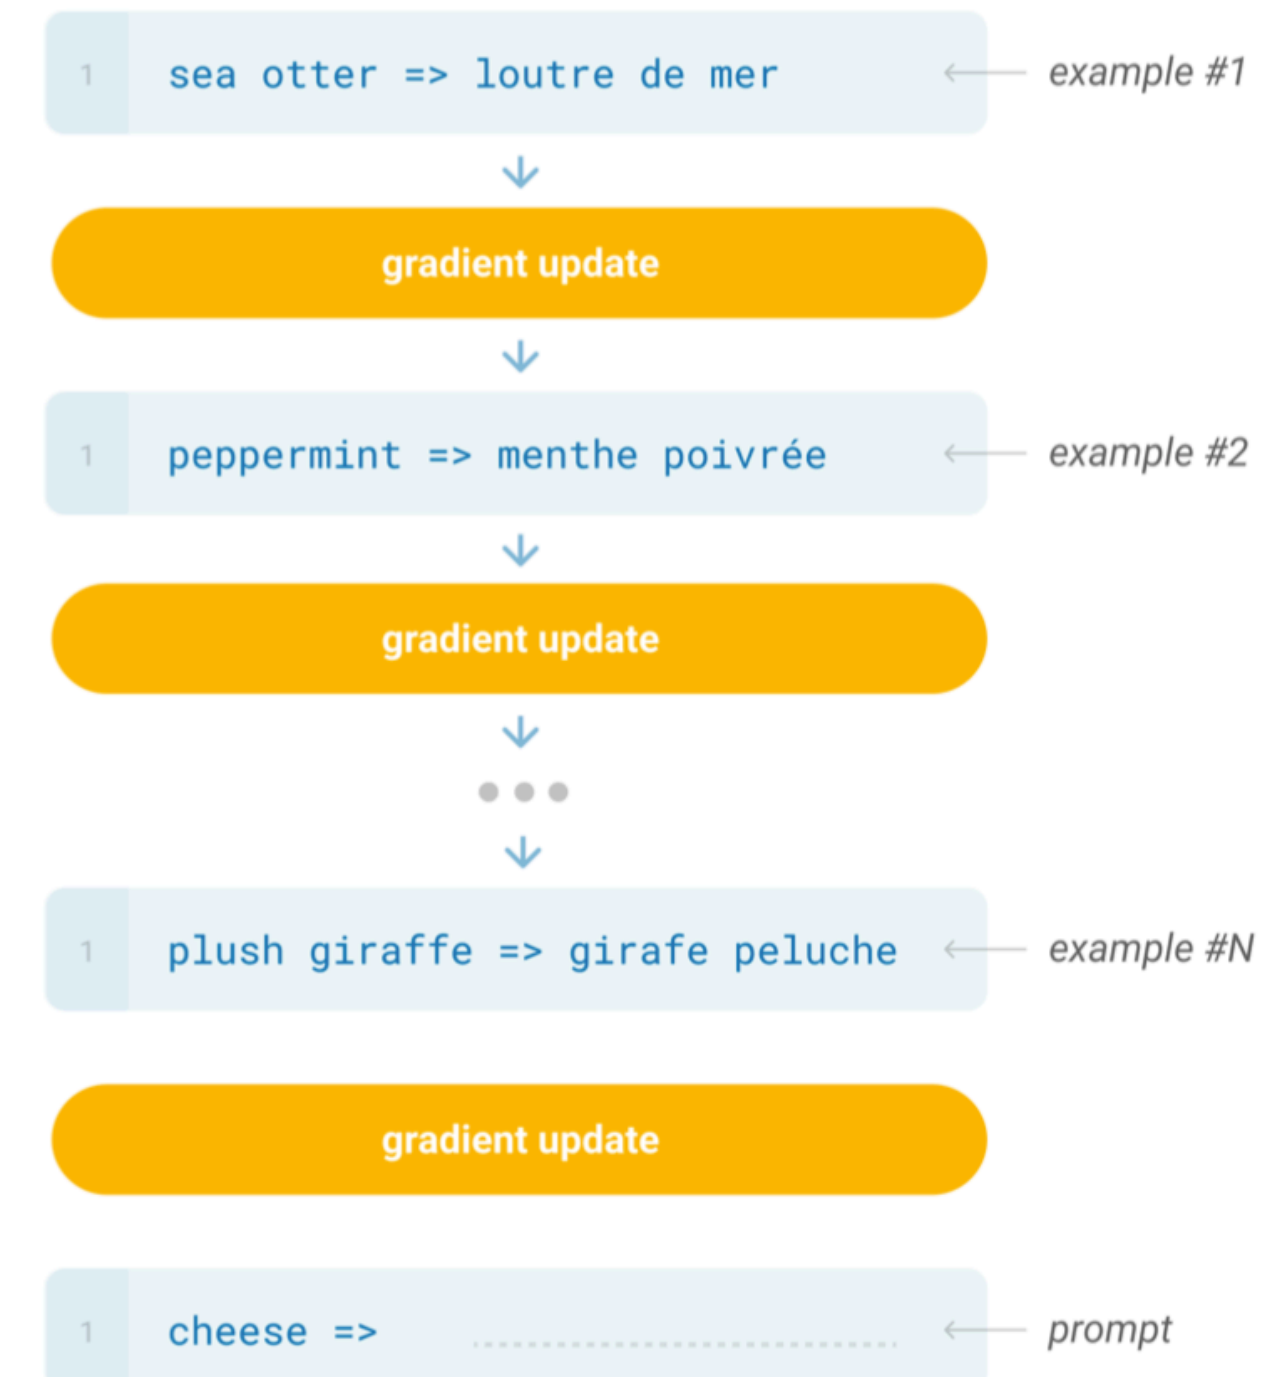 1 sea otter => loutre de mer example #1
gradient update
1 peppermint => menthe poivrée example #2
gradient update
1 plush giraffe => girafe peluche example #N
gradient update
1 cheese => prompt